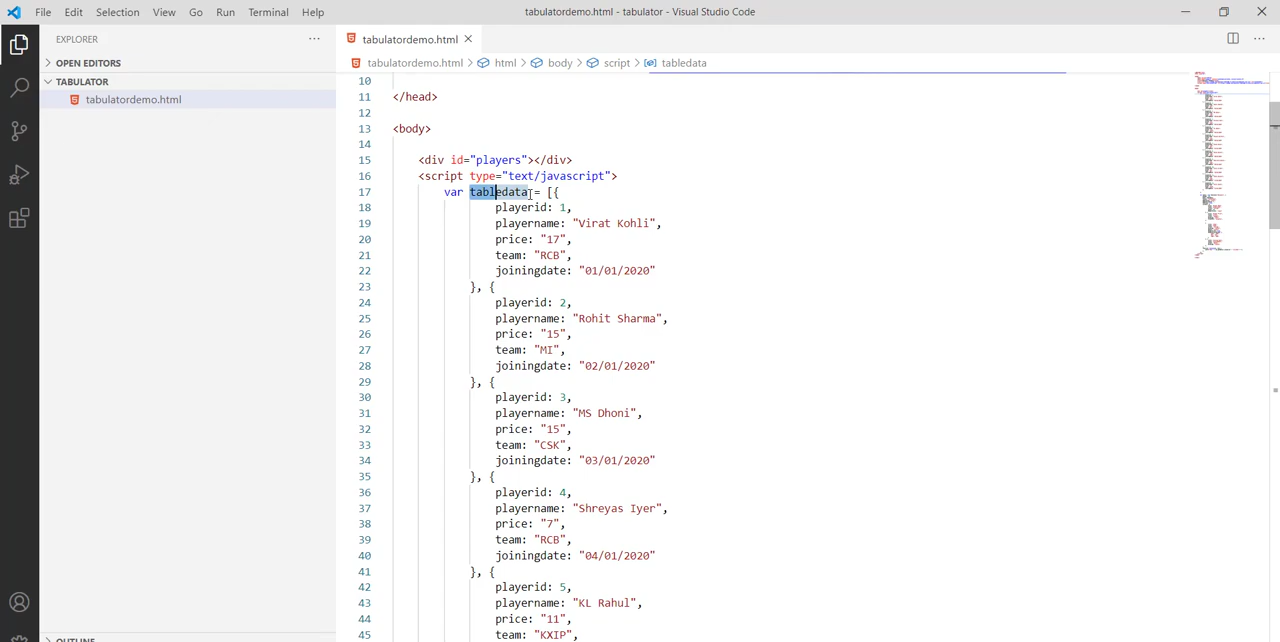 File Edit Selection View Go Run Terminal Help
tabulatordemo.html - tabulator - Visual Studio Code
EXPLORER
OPEN EDITORS
TABULATOR
tabulatordemo.html
OUTLINE
tabulatordemo.html
tabulatordemo.html > html > body > script > tabledata
10
11 </head>
12
13 <body>
14
15 <div id="players"></div>
16 <script type="text/javascript">
17 var tabledata = [{
18 playerid: 1,
19 playername: "Virat Kohli",
20 price: "17",
21 team: "RCB",
22 joiningdate: "01/01/2020"
23 }, {
24 playerid: 2,
25 playername: "Rohit Sharma",
26 price: "15",
27 team: "MI",
28 joiningdate: "02/01/2020"
29 }, {
30 playerid: 3,
31 playername: "MS Dhoni",
32 price: "15",
33 team: "CSK",
34 joiningdate: "03/01/2020"
35 }, {
36 playerid: 4,
37 playername: "Shreyas Iyer",
38 price: "7",
39 team: "RCB",
40 joiningdate: "04/01/2020"
41 }, {
42 playerid: 5,
43 playername: "KL Rahul",
44 price: "11",
45 team: "KXIP",